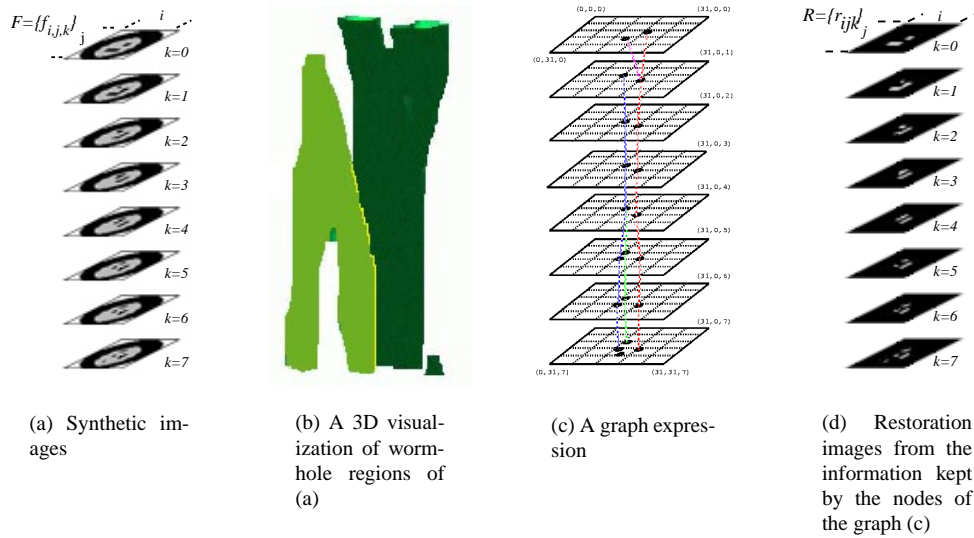 F={f_{i,j,k}}
i
j
k=0
k=1
k=2
k=3
k=4
k=5
k=6
k=7
(a) Synthetic im-
ages
(b) A 3D visual-
ization of worm-
hole regions of
(a)
(0,0,0)
(31,0,0)
(0,31,0)
(31,0,1)
(31,0,2)
(31,0,3)
(31,0,4)
(31,0,5)
(31,0,6)
(31,0,7)
(0,31,7)
(31,31,7)
(c) A graph expres-
sion
R={r_{ijk}}
i
j
k=0
k=1
k=2
k=3
k=4
k=5
k=6
k=7
(d) Restoration
images from the
information kept
by the nodes of
the graph (c)